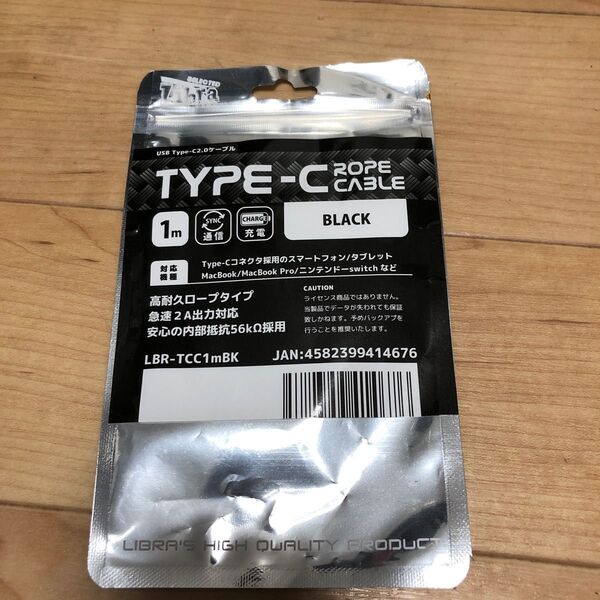 SELECTED
Libra
USB Type-C2.0ケーブル
TYPE-C ROPE CABLE
1m
SYNC
通信
CHARGE
充電
BLACK
対応機種
Type-Cコネクタ採用のスマートフォン/タブレット
MacBook/MacBook Pro/ニンテンドーswitch など
高耐久ロープタイプ
急速2A出力対応
安心の内部抵抗56kΩ採用
CAUTION
ライセンス商品ではありません。
当製品でデータが失われても保証
致しかねます。予めバックアプを
行うことを推奨いたします。
LBR-TCC1mBK
JAN:4582399414676
LIBRA'S HIGH QUALITY PRODUCT